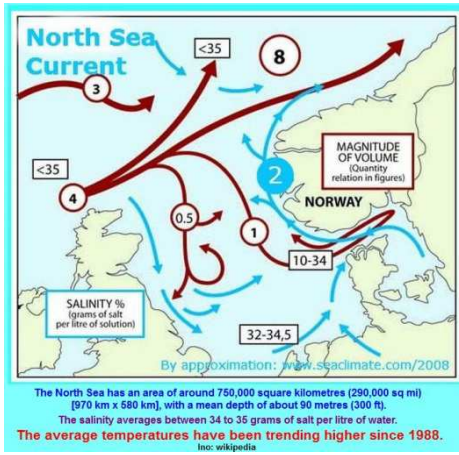 North Sea
Current
<35
8
3
<35
4
MAGNITUDE
OF VOLUME
(Quantity
relation in figures)
2
NORWAY
0.5
1
10-34
SALINITY %
(grams of salt
per litre of solution)
32-34,5
By approximation: www.seaclimate.com/2008
The North Sea has an area of around 750,000 square kilometres (290,000 sq mi)
[970 km x 580 km], with a mean depth of about 90 metres (300 ft).
The salinity averages between 34 to 35 grams of salt per litre of water.
The average temperatures have been trending higher since 1988.
Ino: wikipedia